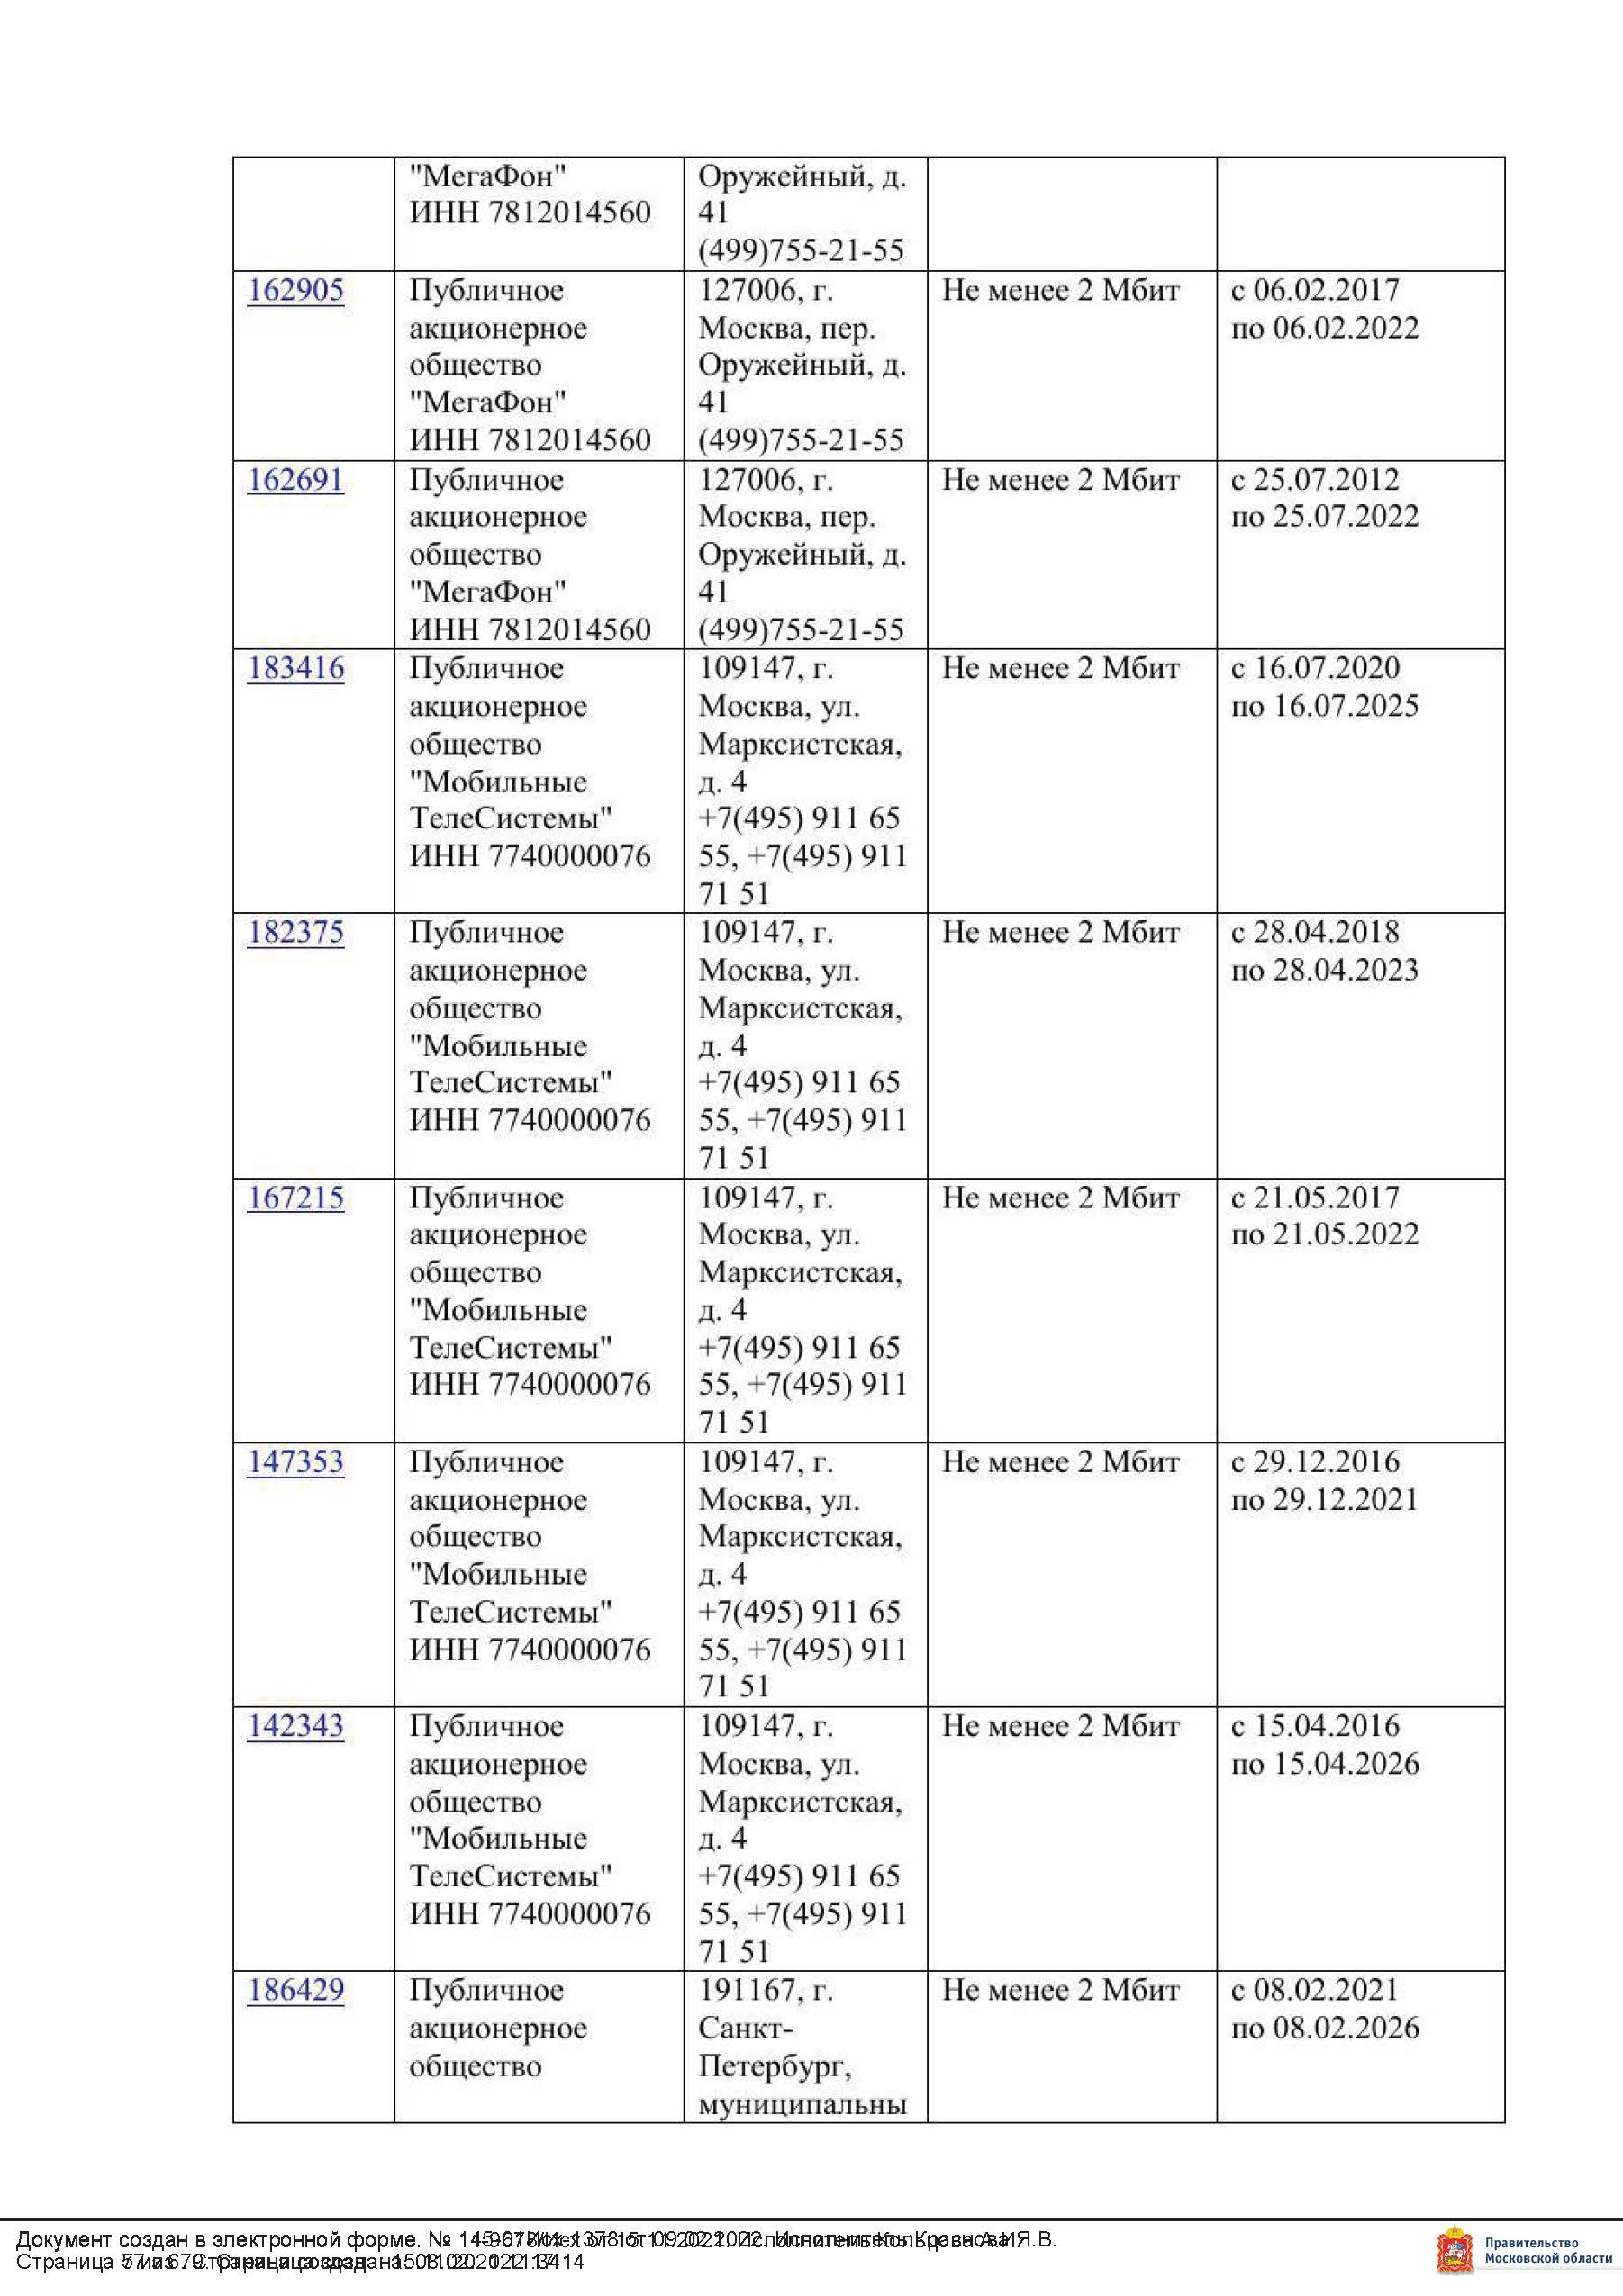 "МегаФон"
ИНН 7812014560
Оружейный, д.
41
(499)755-21-55
162905
Публичное
акционерное
общество
"МегаФон"
ИНН 7812014560
127006, г.
Москва, пер.
Оружейный, д.
41
(499)755-21-55
Не менее 2 Мбит
с 06.02.2017
по 06.02.2022
162691
Публичное
акционерное
общество
"МегаФон"
ИНН 7812014560
127006, г.
Москва, пер.
Оружейный, д.
41
(499)755-21-55
Не менее 2 Мбит
с 25.07.2012
по 25.07.2022
183416
Публичное
акционерное
общество
"Мобильные
ТелеСистемы"
ИНН 7740000076
109147, г.
Москва, ул.
Марксистская,
д. 4
+7(495) 911 65
55, +7(495) 911
71 51
Не менее 2 Мбит
с 16.07.2020
по 16.07.2025
182375
Публичное
акционерное
общество
"Мобильные
ТелеСистемы"
ИНН 7740000076
109147, г.
Москва, ул.
Марксистская,
д. 4
+7(495) 911 65
55, +7(495) 911
71 51
Не менее 2 Мбит
с 28.04.2018
по 28.04.2023
167215
Публичное
акционерное
общество
"Мобильные
ТелеСистемы"
ИНН 7740000076
109147, г.
Москва, ул.
Марксистская,
д. 4
+7(495) 911 65
55, +7(495) 911
71 51
Не менее 2 Мбит
с 21.05.2017
по 21.05.2022
147353
Публичное
акционерное
общество
"Мобильные
ТелеСистемы"
ИНН 7740000076
109147, г.
Москва, ул.
Марксистская,
д. 4
+7(495) 911 65
55, +7(495) 911
71 51
Не менее 2 Мбит
с 29.12.2016
по 29.12.2021
142343
Публичное
акционерное
общество
"Мобильные
ТелеСистемы"
ИНН 7740000076
109147, г.
Москва, ул.
Марксистская,
д. 4
+7(495) 911 65
55, +7(495) 911
71 51
Не менее 2 Мбит
с 15.04.2016
по 15.04.2026
186429
Публичное
акционерное
общество
191167, г.
Санкт-
Петербург,
муниципальны
Не менее 2 Мбит
с 08.02.2021
по 08.02.2026
Документ создан в электронной форме. №
Страница
Правительство
Московской области